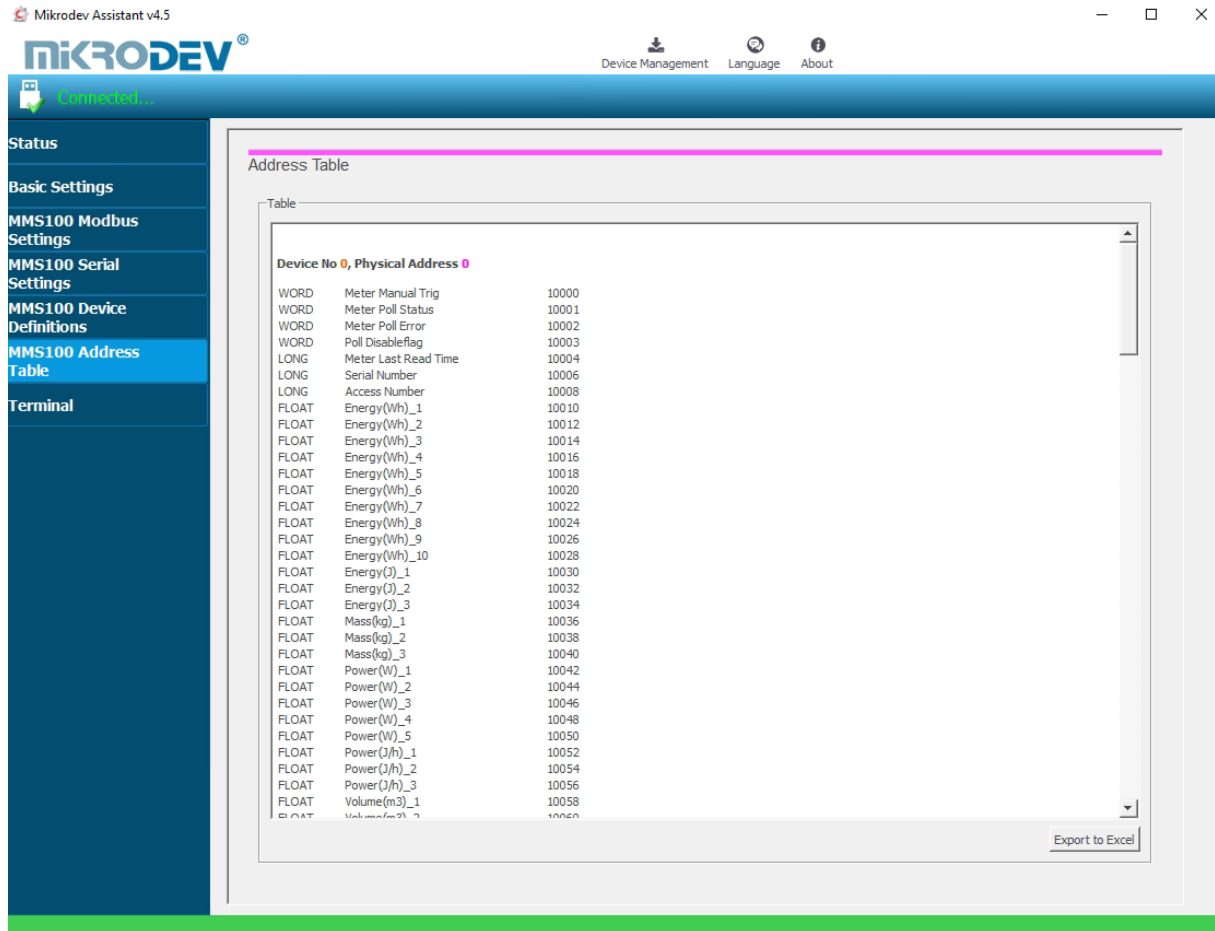 Mikrodev Assistant v4.5
MiKRODEV®
Device Management Language About
Connected...
Status
Basic Settings
MMS100 Modbus
Settings
MMS100 Serial
Settings
MMS100 Device
Definitions
MMS100 Address
Table
Terminal
Address Table
Table
Device No 0, Physical Address 0
WORD Meter Manual Trig 10000
WORD Meter Poll Status 10001
WORD Meter Poll Error 10002
WORD Poll Disableflag 10003
LONG Meter Last Read Time 10004
LONG Serial Number 10006
LONG Access Number 10008
FLOAT Energy(Wh)_1 10010
FLOAT Energy(Wh)_2 10012
FLOAT Energy(Wh)_3 10014
FLOAT Energy(Wh)_4 10016
FLOAT Energy(Wh)_5 10018
FLOAT Energy(Wh)_6 10020
FLOAT Energy(Wh)_7 10022
FLOAT Energy(Wh)_8 10024
FLOAT Energy(Wh)_9 10026
FLOAT Energy(Wh)_10 10028
FLOAT Energy(J)_1 10030
FLOAT Energy(J)_2 10032
FLOAT Energy(J)_3 10034
FLOAT Mass(kg)_1 10036
FLOAT Mass(kg)_2 10038
FLOAT Mass(kg)_3 10040
FLOAT Power(W)_1 10042
FLOAT Power(W)_2 10044
FLOAT Power(W)_3 10046
FLOAT Power(W)_4 10048
FLOAT Power(W)_5 10050
FLOAT Power(J/h)_1 10052
FLOAT Power(J/h)_2 10054
FLOAT Power(J/h)_3 10056
FLOAT Volume(m3)_1 10058
FLOAT Volume(m3)_2 10060
Export to Excel